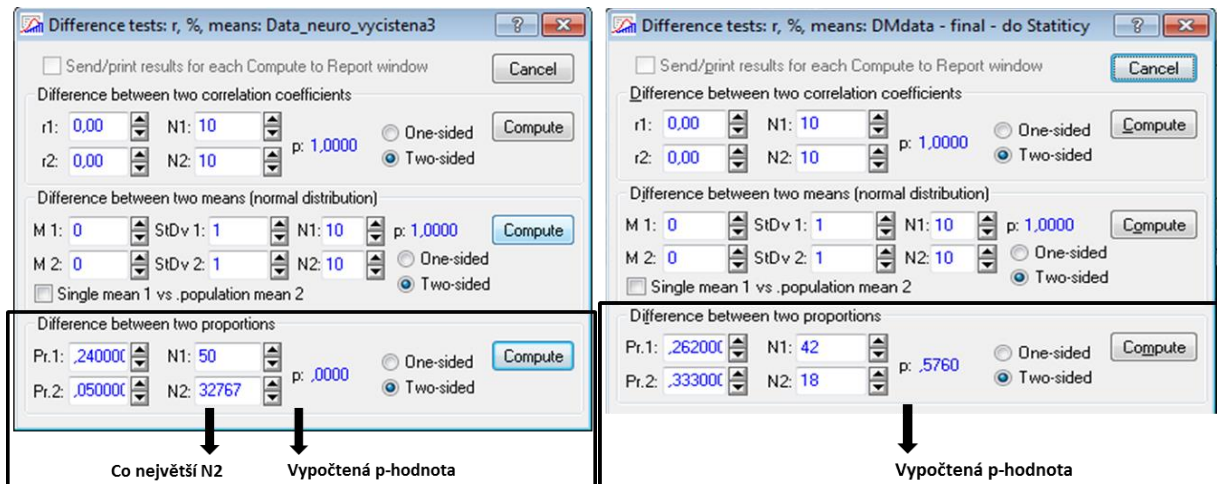 Difference tests: r, %, means: Data_neuro_vycistena3
Send/print results for each Compute to Report window
Cancel
Difference between two correlation coefficients
r1: 0,00 N1: 10
r2: 0,00 N2: 10
p: 1,0000
One-sided
Two-sided
Compute
Difference between two means (normal distribution)
M 1: 0 StDv 1: 1 N1: 10 p: 1,0000
Compute
M 2: 0 StDv 2: 1 N2: 10
One-sided
Two-sided
Single mean 1 vs .population mean 2
Difference between two proportions
Pr.1: ,240000 N1: 50
Pr.2: ,050000 N2: 32767
p: ,0000
One-sided
Two-sided
Compute
Co největší N2
Vypočtená p-hodnota
Difference tests: r, %, means: DMdata - final - do Statiticy
Send/print results for each Compute to Report window
Cancel
Difference between two correlation coefficients
r1: 0,00 N1: 10
r2: 0,00 N2: 10
p: 1,0000
One-sided
Two-sided
Compute
Difference between two means (normal distribution)
M 1: 0 StDv 1: 1 N1: 10 p: 1,0000
Compute
M 2: 0 StDv 2: 1 N2: 10
One-sided
Two-sided
Single mean 1 vs .population mean 2
Difference between two proportions
Pr.1: ,262000 N1: 42
Pr.2: ,333000 N2: 18
p: ,5760
One-sided
Two-sided
Compute
Vypočtená p-hodnota